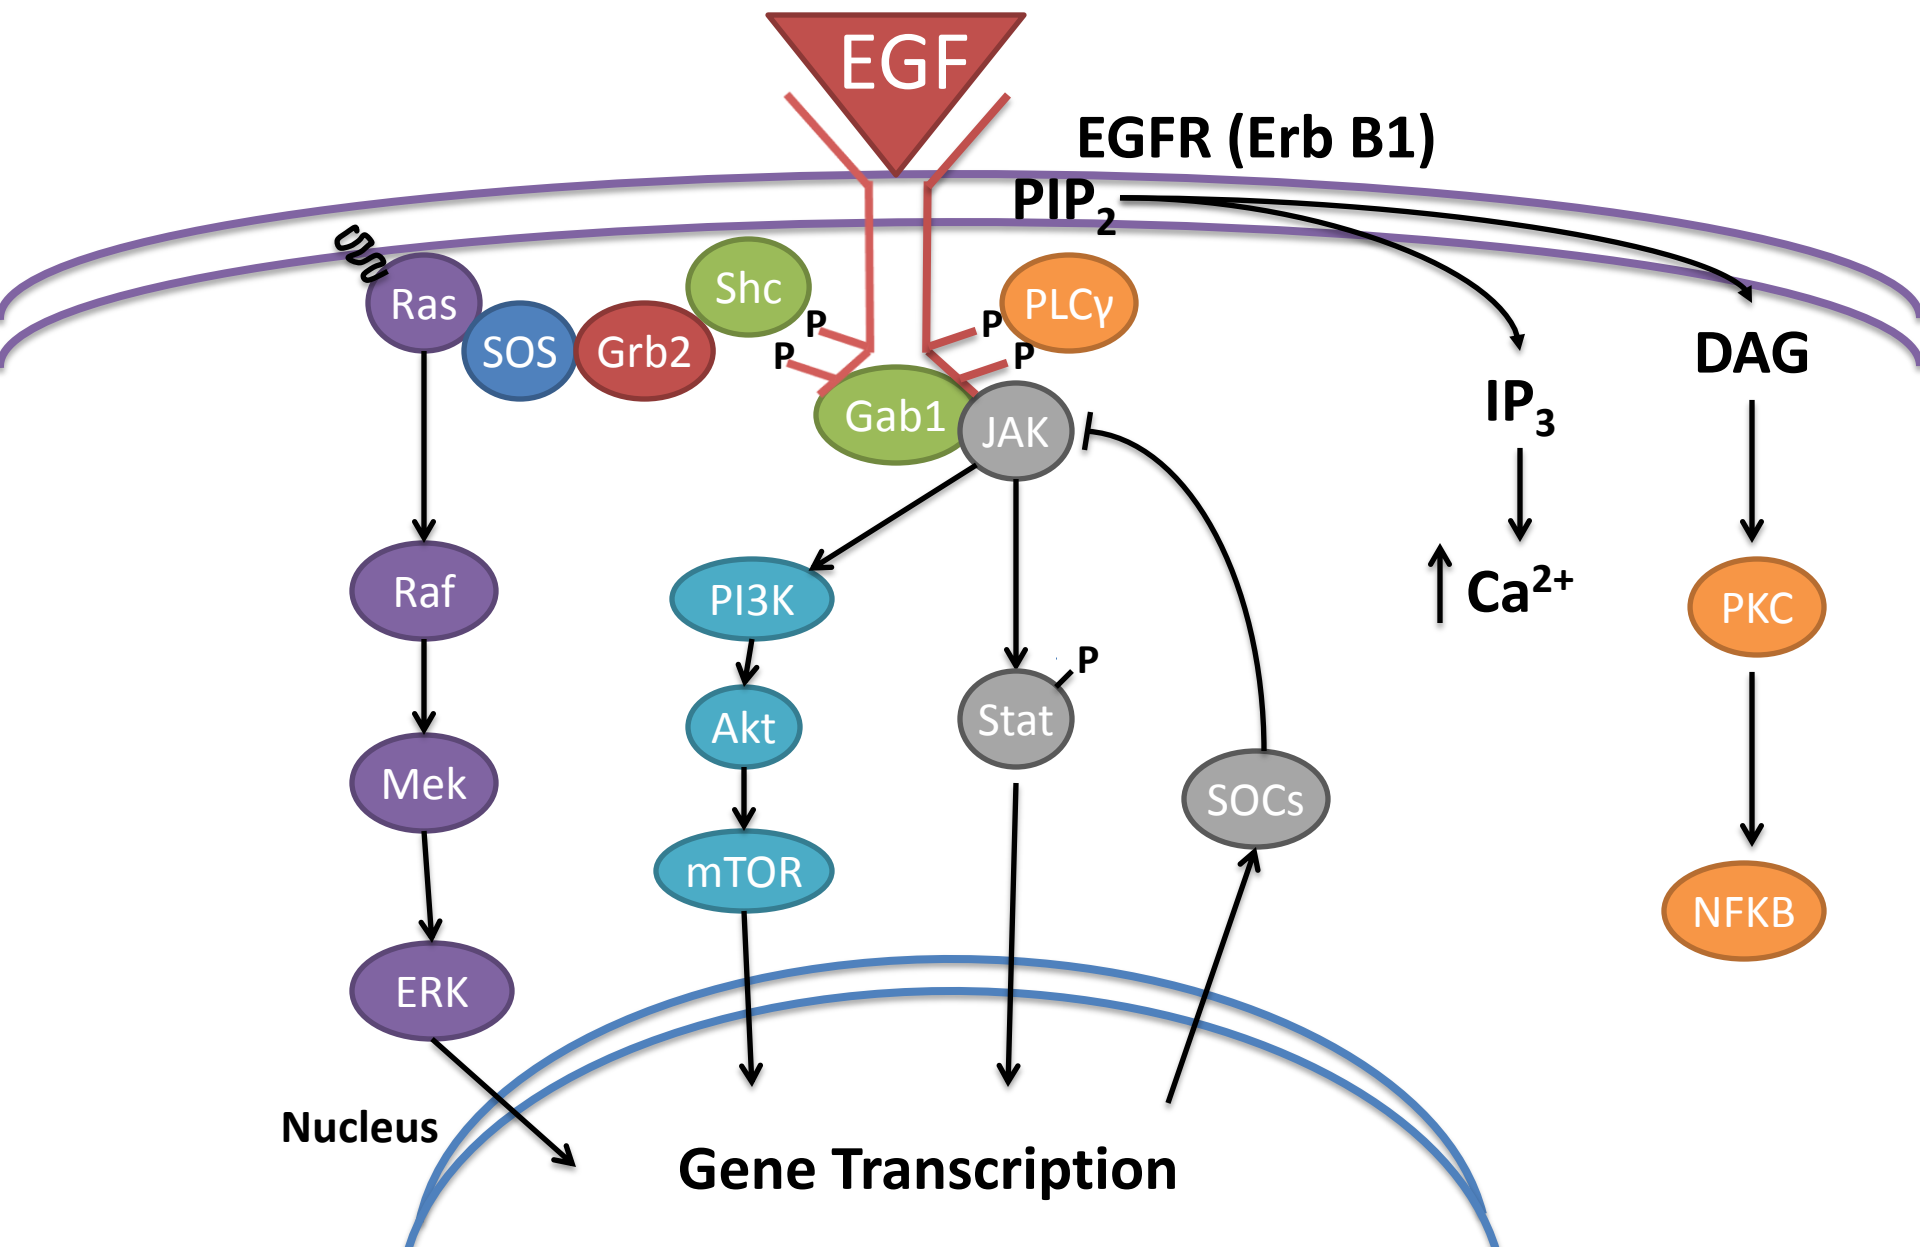 EGF
EGFR (Erb B1)
PIP2
Ras
SOS
Grb2
Shc
P
P
P
P
PLCγ
Gab1
JAK
IP3
DAG
Raf
PI3K
Ca2+
PKC
P
Mek
Akt
Stat
SOCs
mTOR
NFKB
ERK
Nucleus
Gene Transcription